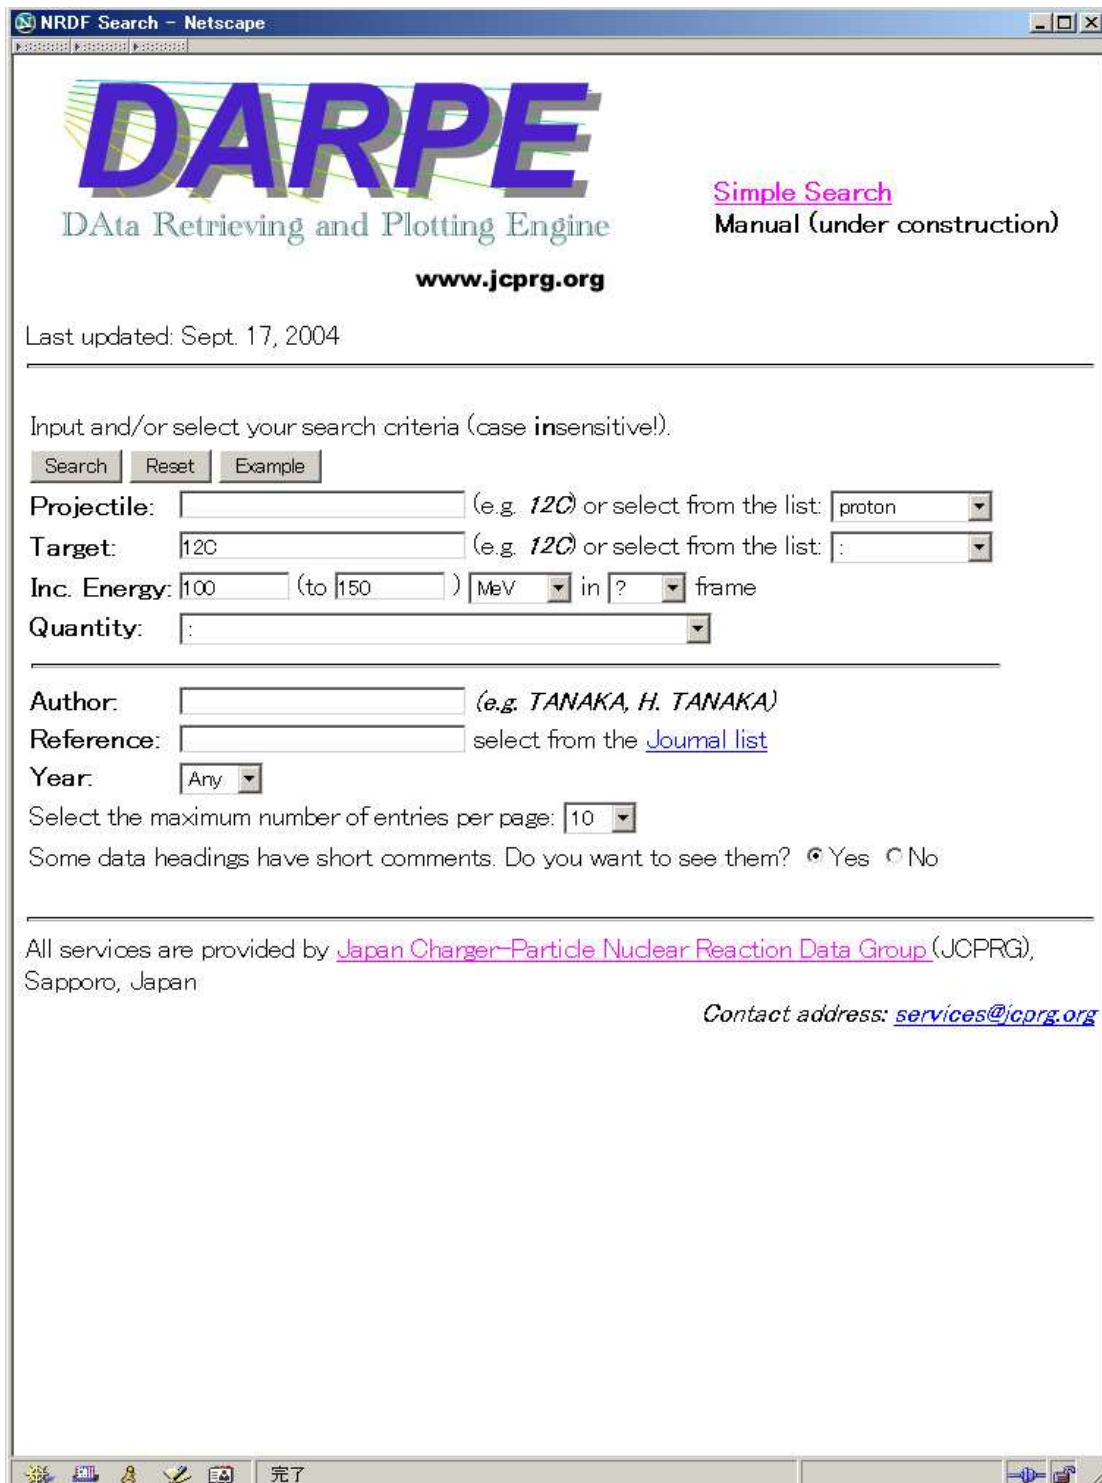 NRDF Search - Netscape
DARPE
DAta Retrieving and Plotting Engine
www.jcprg.org
Simple Search
Manual (under construction)
Last updated: Sept. 17, 2004
Input and/or select your search criteria (case insensitive!).
Search Reset Example
Projectile: (e.g. 12C) or select from the list: proton
Target: 12C (e.g. 12C) or select from the list: :
Inc. Energy: 100 (to 150 ) MeV in ? frame
Quantity: :
Author: (e.g. TANAKA, H. TANAKA)
Reference: select from the Journal list
Year: Any
Select the maximum number of entries per page: 10
Some data headings have short comments. Do you want to see them? Yes No
All services are provided by Japan Charger-Particle Nuclear Reaction Data Group (JCPRG),
Sapporo, Japan
Contact address: services@jcprg.org
完了